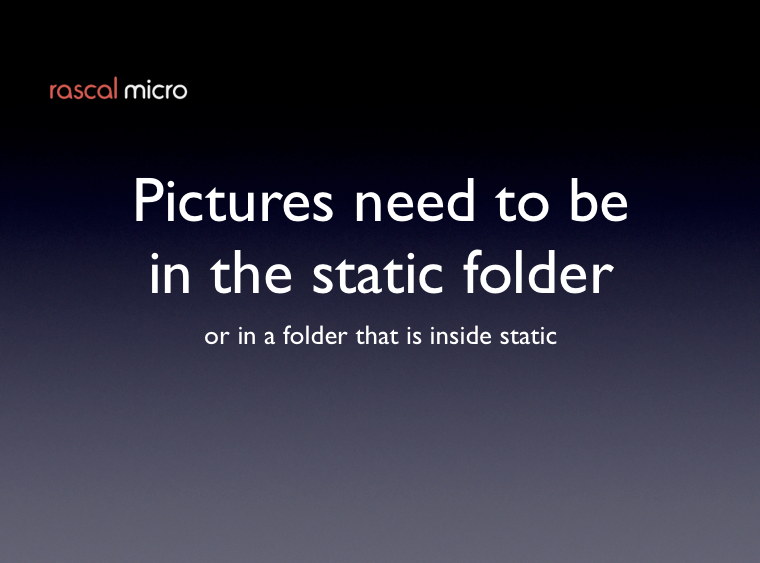 rascal micro
Pictures need to be
in the static folder
or in a folder that is inside static